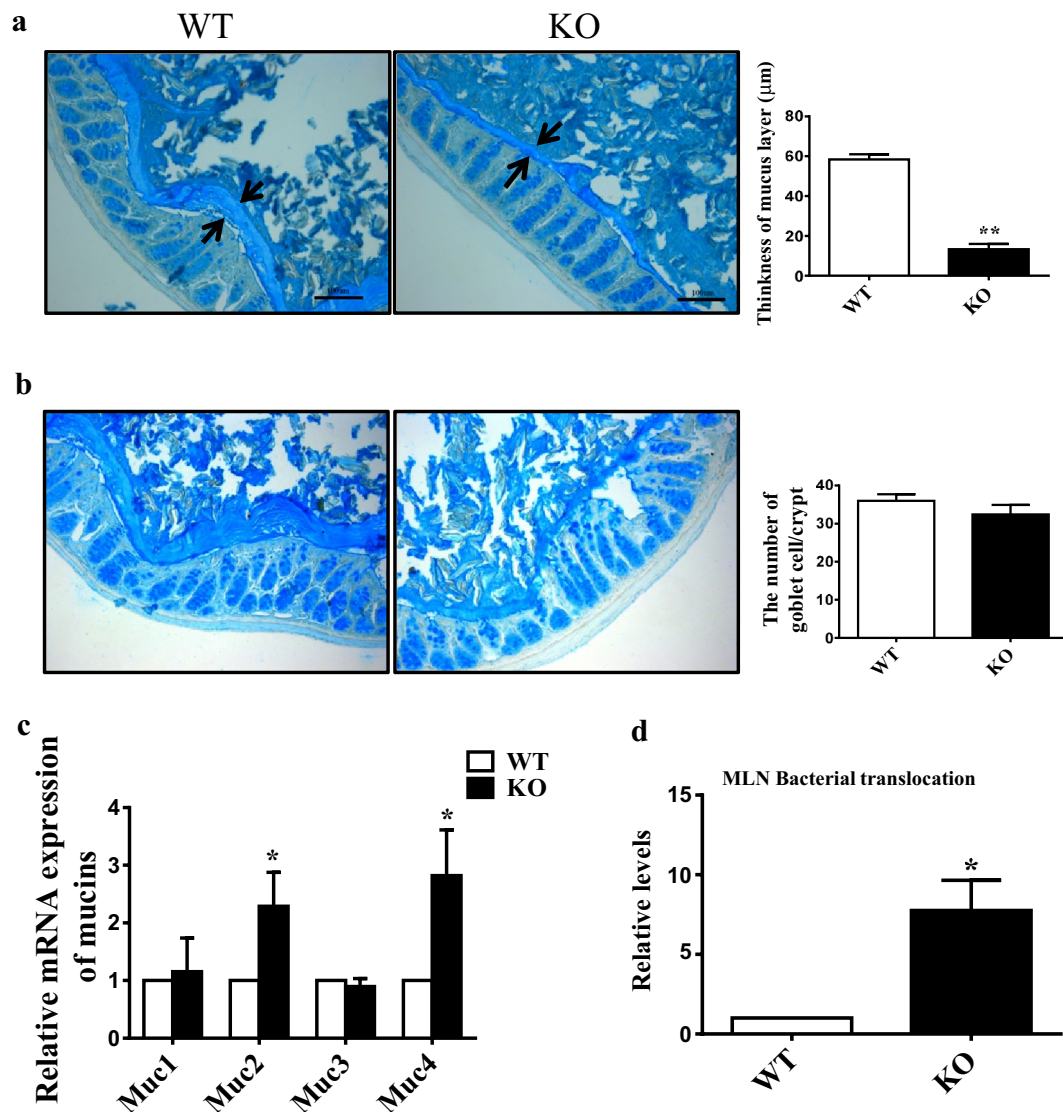 a
WT
KO
100um
100um
Thinkness of mucus layer (μm)
80
60
40
20
0
**
WT
KO
b
The number of
goblet cell/crypt
40
30
20
10
0
WT
KO
c
Relative mRNA expression
of mucins
WT
KO
4
3
2
1
0
*
*
Muc1
Muc2
Muc3
Muc4
d
MLN Bacterial translocation
Relative levels
15
10
5
0
*
WT
KO